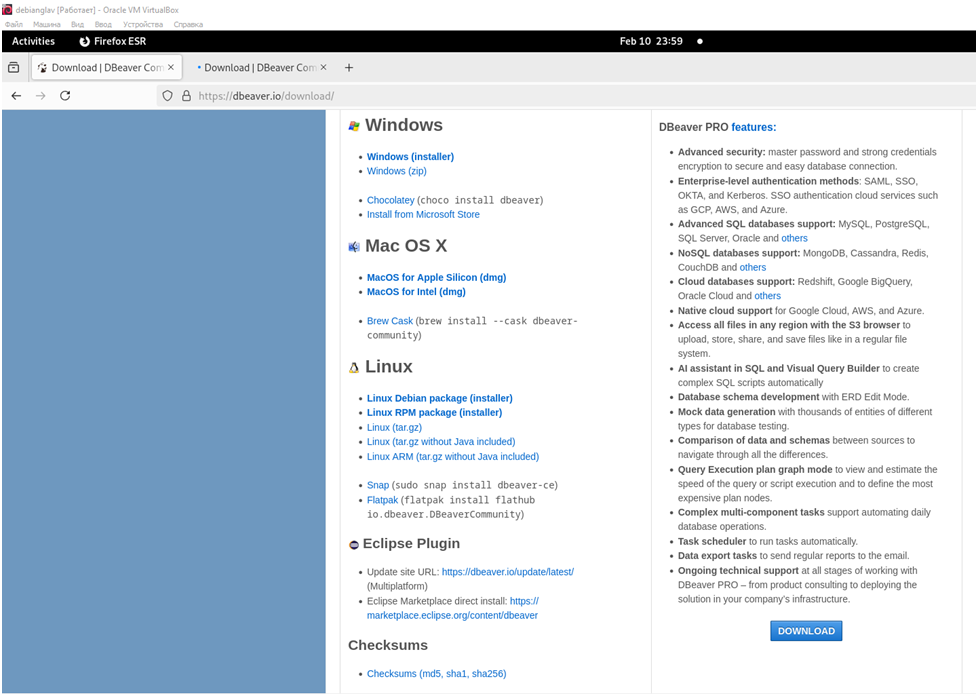 debianglav [Работает] - Oracle VM VirtualBox
Файл Машина Вид Ввод Устройства Справка
Activities Firefox ESR Feb 10 23:59
Download | DBeaver Com × Download | DBeaver Com × +
https://dbeaver.io/download/
Windows
Windows (installer)
Windows (zip)
Chocolatey (choco install dbeaver)
Install from Microsoft Store
Mac OS X
MacOS for Apple Silicon (dmg)
MacOS for Intel (dmg)
Brew Cask (brew install --cask dbeaver-
community)
Linux
Linux Debian package (installer)
Linux RPM package (installer)
Linux (tar.gz)
Linux (tar.gz without Java included)
Linux ARM (tar.gz without Java included)
Snap (sudo snap install dbeaver-ce)
Flatpak (flatpak install flathub
io.dbeaver.DBeaverCommunity)
Eclipse Plugin
Update site URL: https://dbeaver.io/update/latest/
(Multiplatform)
Eclipse Marketplace direct install: https://
marketplace.eclipse.org/content/dbeaver
Checksums
Checksums (md5, sha1, sha256)
DBeaver PRO features:
Advanced security: master password and strong credentials
encryption to secure and easy database connection.
Enterprise-level authentication methods: SAML, SSO,
OKTA, and Kerberos. SSO authentication cloud services such
as GCP, AWS, and Azure.
Advanced SQL databases support: MySQL, PostgreSQL,
SQL Server, Oracle and others
NoSQL databases support: MongoDB, Cassandra, Redis,
CouchDB and others
Cloud databases support: Redshift, Google BigQuery,
Oracle Cloud and others
Native cloud support for Google Cloud, AWS, and Azure.
Access all files in any region with the S3 browser to
upload, store, share, and save files like in a regular file
system.
AI assistant in SQL and Visual Query Builder to create
complex SQL scripts automatically
Database schema development with ERD Edit Mode.
Mock data generation with thousands of entities of different
types for database testing.
Comparison of data and schemas between sources to
navigate through all the differences.
Query Execution plan graph mode to view and estimate the
speed of the query or script execution and to define the most
expensive plan nodes.
Complex multi-component tasks support automating daily
database operations.
Task scheduler to run tasks automatically.
Data export tasks to send regular reports to the email.
Ongoing technical support at all stages of working with
DBeaver PRO – from product consulting to deploying the
solution in your company's infrastructure.
DOWNLOAD